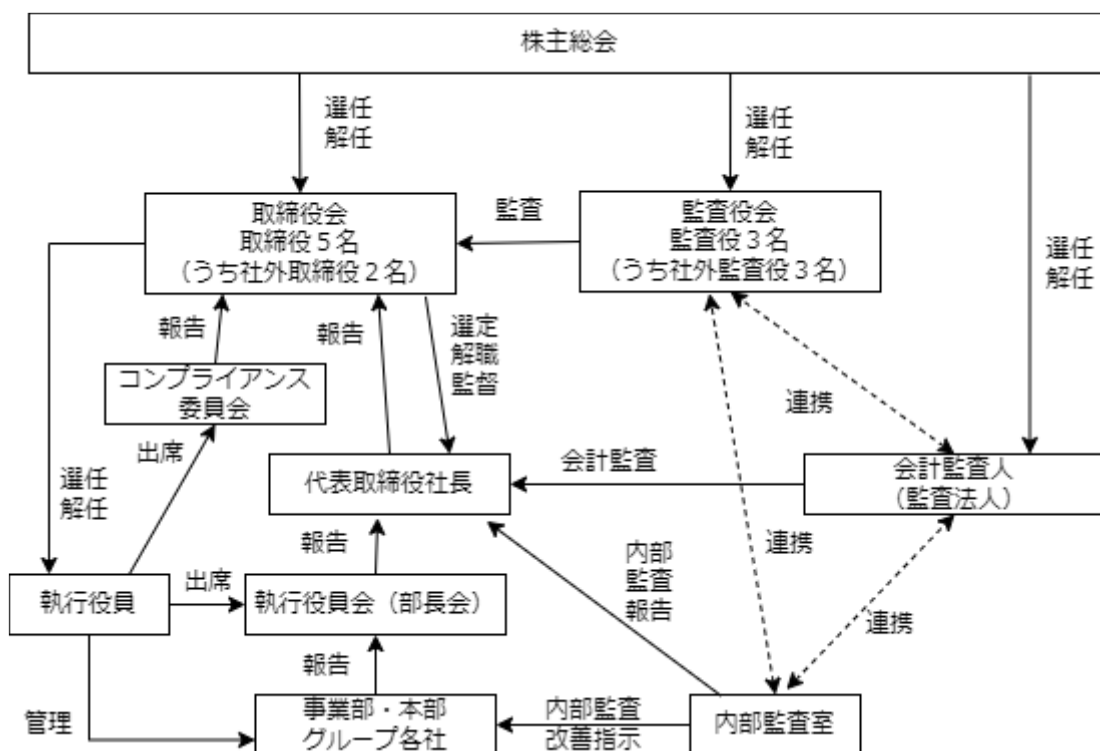 株主総会
選任
解任
選任
解任
選任
解任
取締役会
取締役５名
（うち社外取締役２名）
監査
監査役会
監査役３名
（うち社外監査役３名）
報告
報告
選定
解職
監督
コンプライアンス
委員会
連携
出席
選任
解任
代表取締役社長
会計監査
会計監査人
（監査法人）
報告
内部
監査
報告
連携
執行役員
出席
執行役員会（部長会）
連携
報告
管理
事業部・本部
グループ各社
内部監査
改善指示
内部監査室